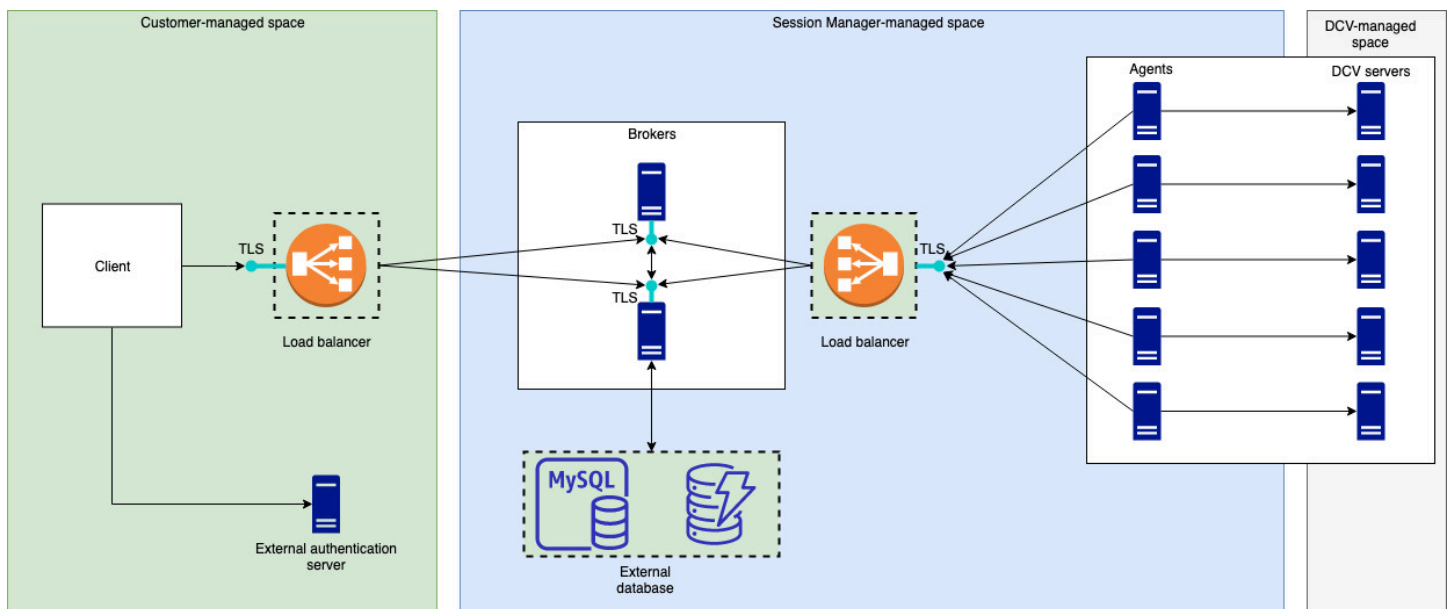 Customer-managed space
Session Manager-managed space
DCV-managed
space
Agents
DCV servers
Brokers
TLS
TLS
TLS
Client
TLS
Load balancer
Load balancer
MySQL
External authentication
server
External
database